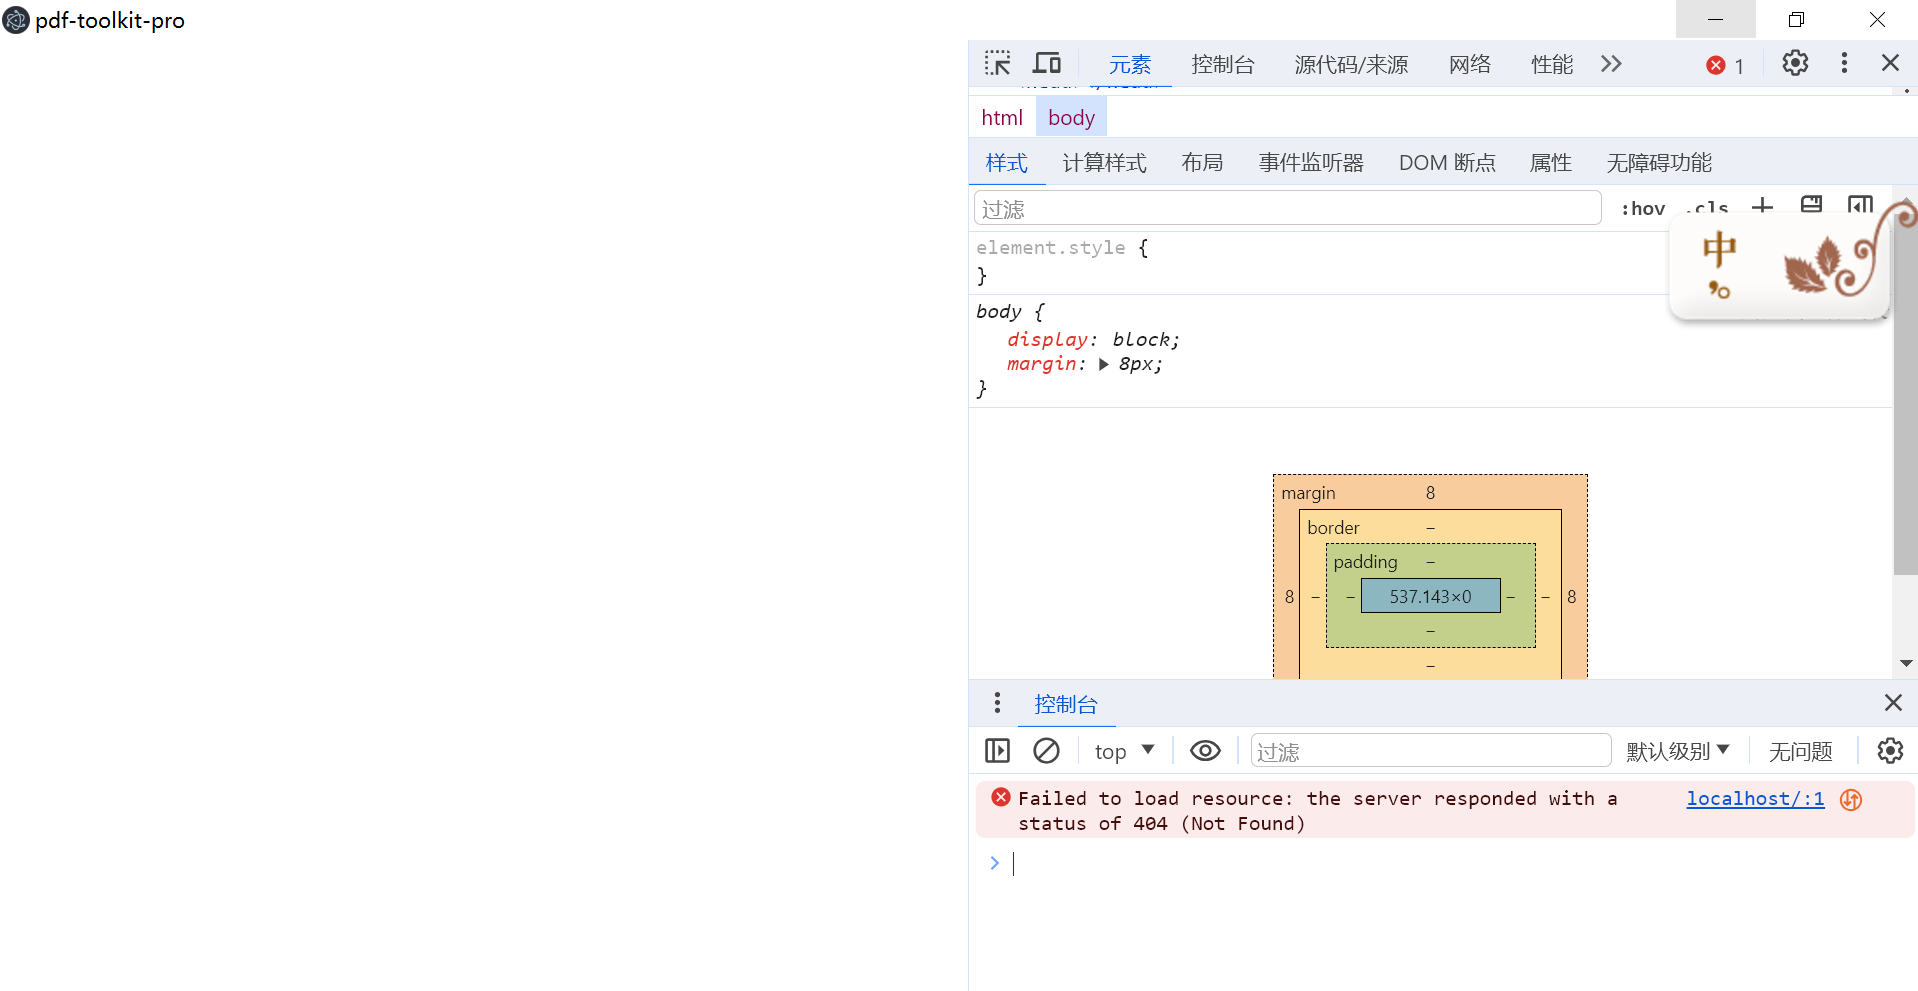 pdf-toolkit-pro
元素 控制台 源代码/来源 网络 性能 1
html body
样式 计算样式 布局 事件监听器 DOM 断点 属性 无障碍功能
过滤 :hov .cls
中
element.style {
}
body {
display: block;
margin: 8px;
}
margin 8
border –
padding –
8 – – 537.143×0 – – 8
–
–
控制台
top 过滤 默认级别 无问题
Failed to load resource: the server responded with a localhost/:1
status of 404 (Not Found)